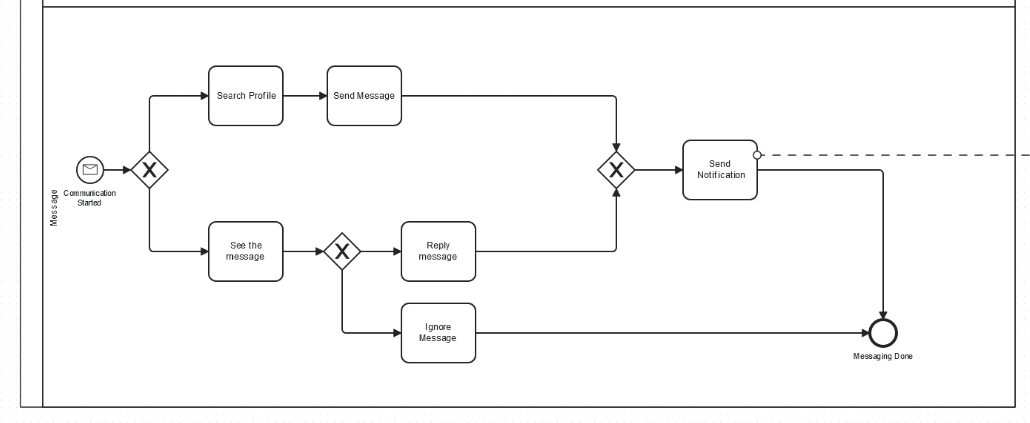 Search Profile
Send Message
Communication
Started
Message
Send
Notification
See the
message
Reply
message
Ignore
Message
Messaging Done